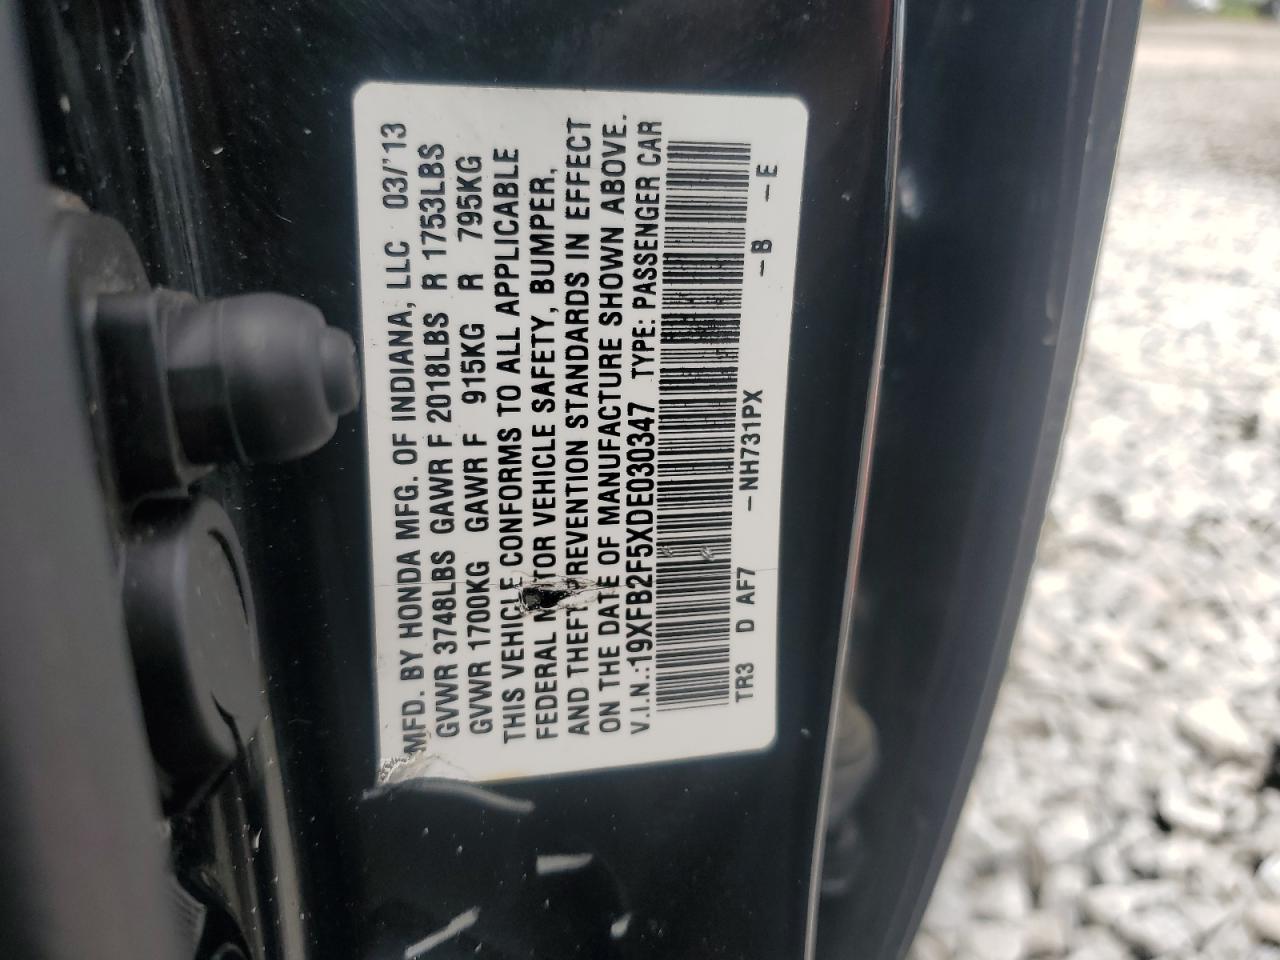 MFD. BY HONDA MFG. OF INDIANA, LLC 03/'13
GVWR 3748LBS GAWR F 2018LBS R 1753LBS
GVWR 1700KG GAWR F 915KG R 795KG
THIS VEHICLE CONFORMS TO ALL APPLICABLE
FEDERAL MOTOR VEHICLE SAFETY, BUMPER,
AND THEFT PREVENTION STANDARDS IN EFFECT
ON THE DATE OF MANUFACTURE SHOWN ABOVE.
V.I.N.:19XFB2F5XDE030347 TYPE: PASSENGER CAR
TR3 D AF7 –NH731PX –B –E